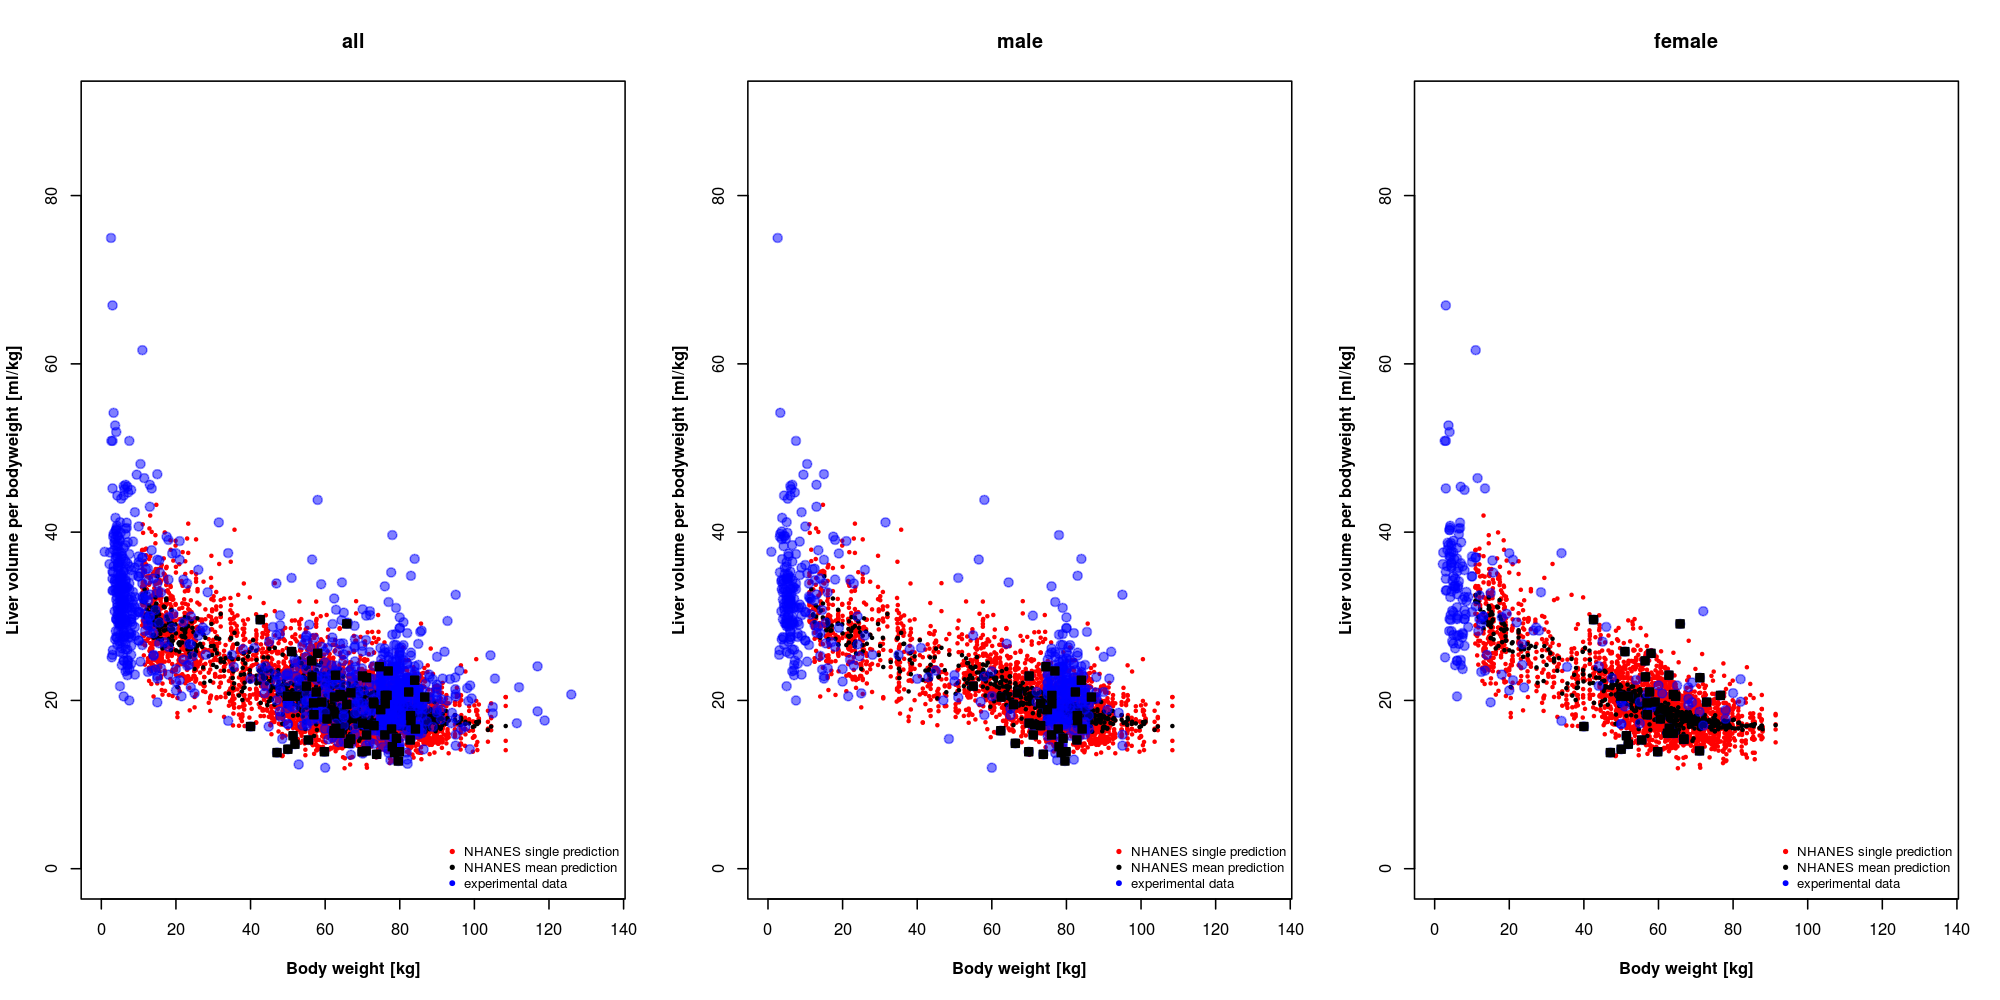 all
male
female
Liver volume per bodyweight [ml/kg]
0
20
40
60
80
0
20
40
60
80
100
120
140
Body weight [kg]
NHANES single prediction
NHANES mean prediction
experimental data
Liver volume per bodyweight [ml/kg]
0
20
40
60
80
0
20
40
60
80
100
120
140
Body weight [kg]
NHANES single prediction
NHANES mean prediction
experimental data
Liver volume per bodyweight [ml/kg]
0
20
40
60
80
0
20
40
60
80
100
120
140
Body weight [kg]
NHANES single prediction
NHANES mean prediction
experimental data